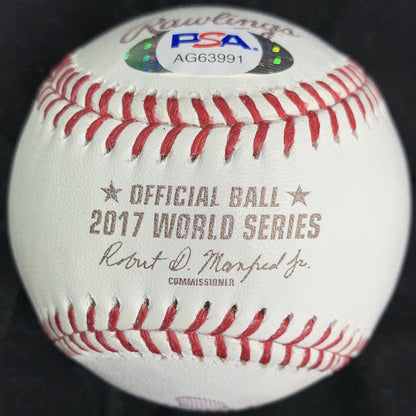 Rawlings
PSA
AG63991
★ OFFICIAL BALL ★
2017 WORLD SERIES
Robert D. Manfred Jr.
COMMISSIONER